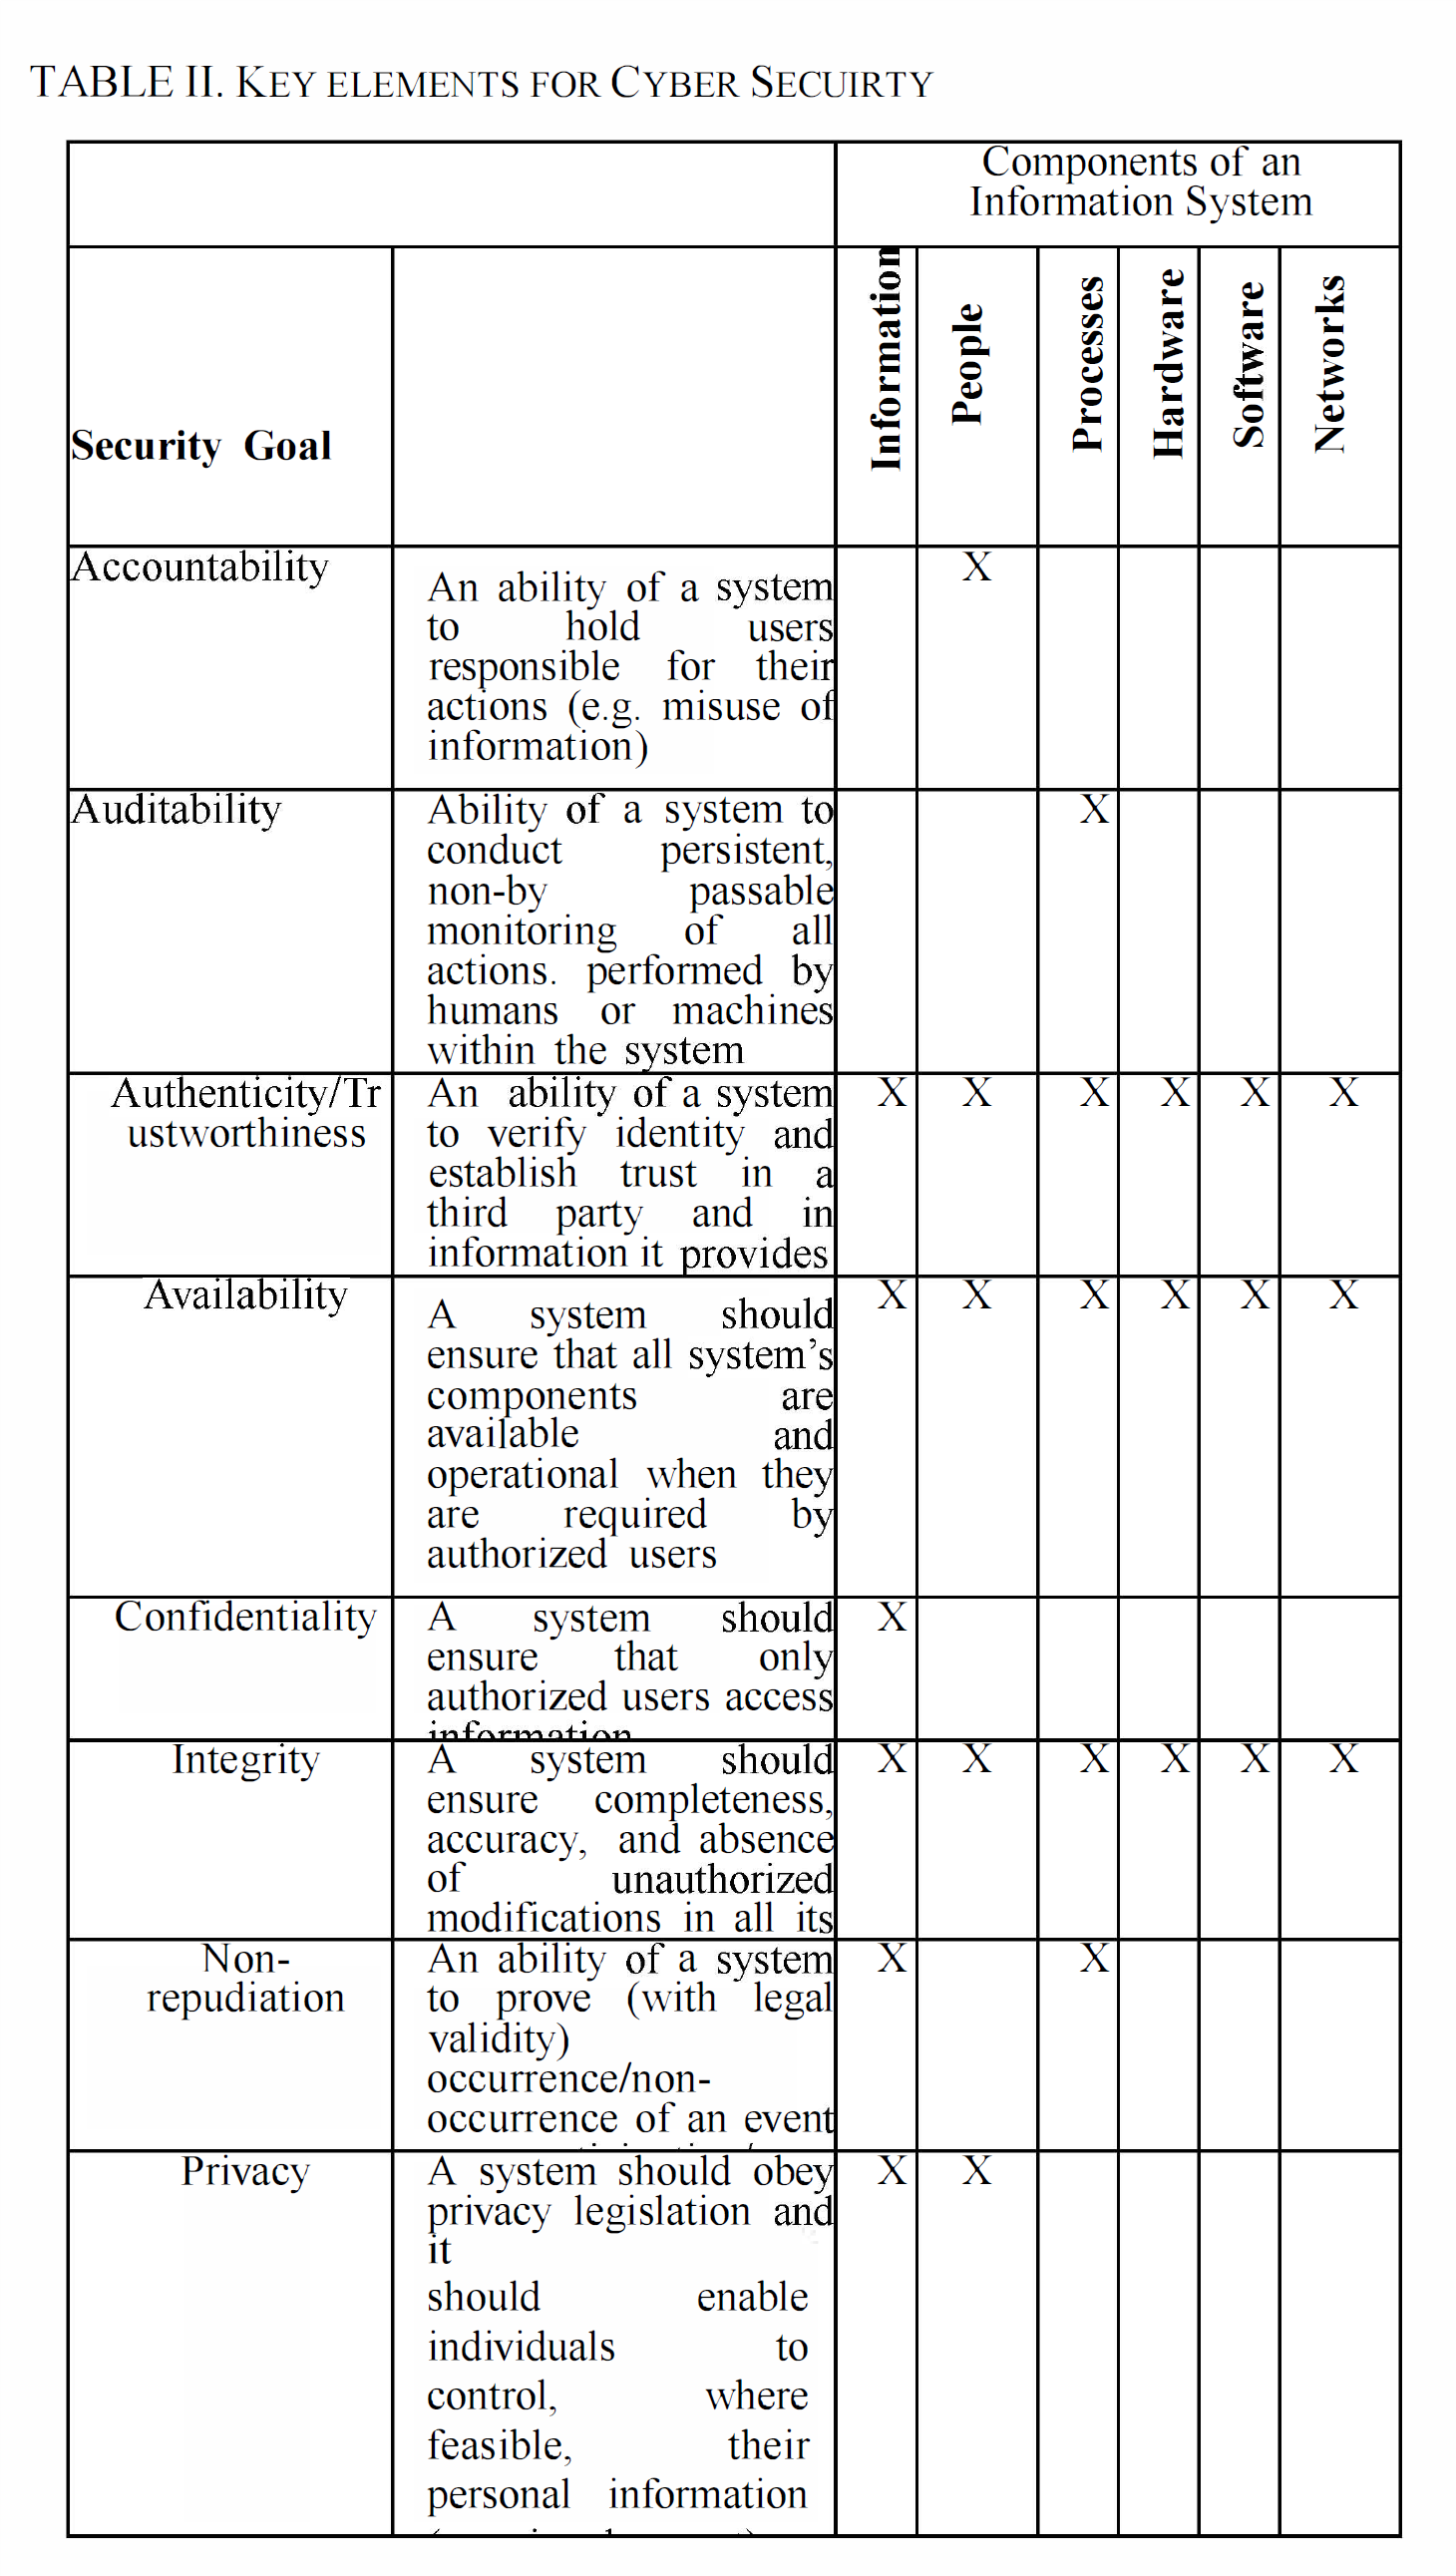 TABLE II. KEY ELEMENTS FOR CYBER SECUIRTY
Components of an
Information System
Security Goal
Information
People
Processes
Hardware
Software
Networks
Accountability
An ability of a system
to hold users
responsible for their
actions (e.g. misuse of
information)
X
Auditability
Ability of a system to
conduct persistent,
non-by passable
monitoring of all
actions. performed by
humans or machines
within the system
X
Authenticity/Tr
ustworthiness
An ability of a system
to verify identity and
establish trust in a
third party and in
information it provides
X X X X X X
Availability
A system should
ensure that all system's
components are
available and
operational when they
are required by
authorized users
X X X X X X
Confidentiality
A system should
ensure that only
authorized users access
information
X
Integrity
A system should
ensure completeness,
accuracy, and absence
of unauthorized
modifications in all its
X X X X X X
Non-
repudiation
An ability of a system
to prove (with legal
validity)
occurrence/non-
occurrence of an event
X X
Privacy
A system should obey
privacy legislation and
it
should enable
individuals to
control, where
feasible, their
personal information
X X